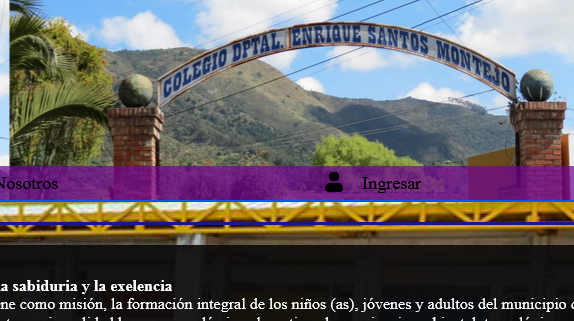 COLEGIO DPTAL. ENRIQUE SANTOS MONTEJO
Nosotros Ingresar
a sabiduria y la exelencia
ne como misión, la formación integral de los niños (as), jóvenes y adultos del municipio